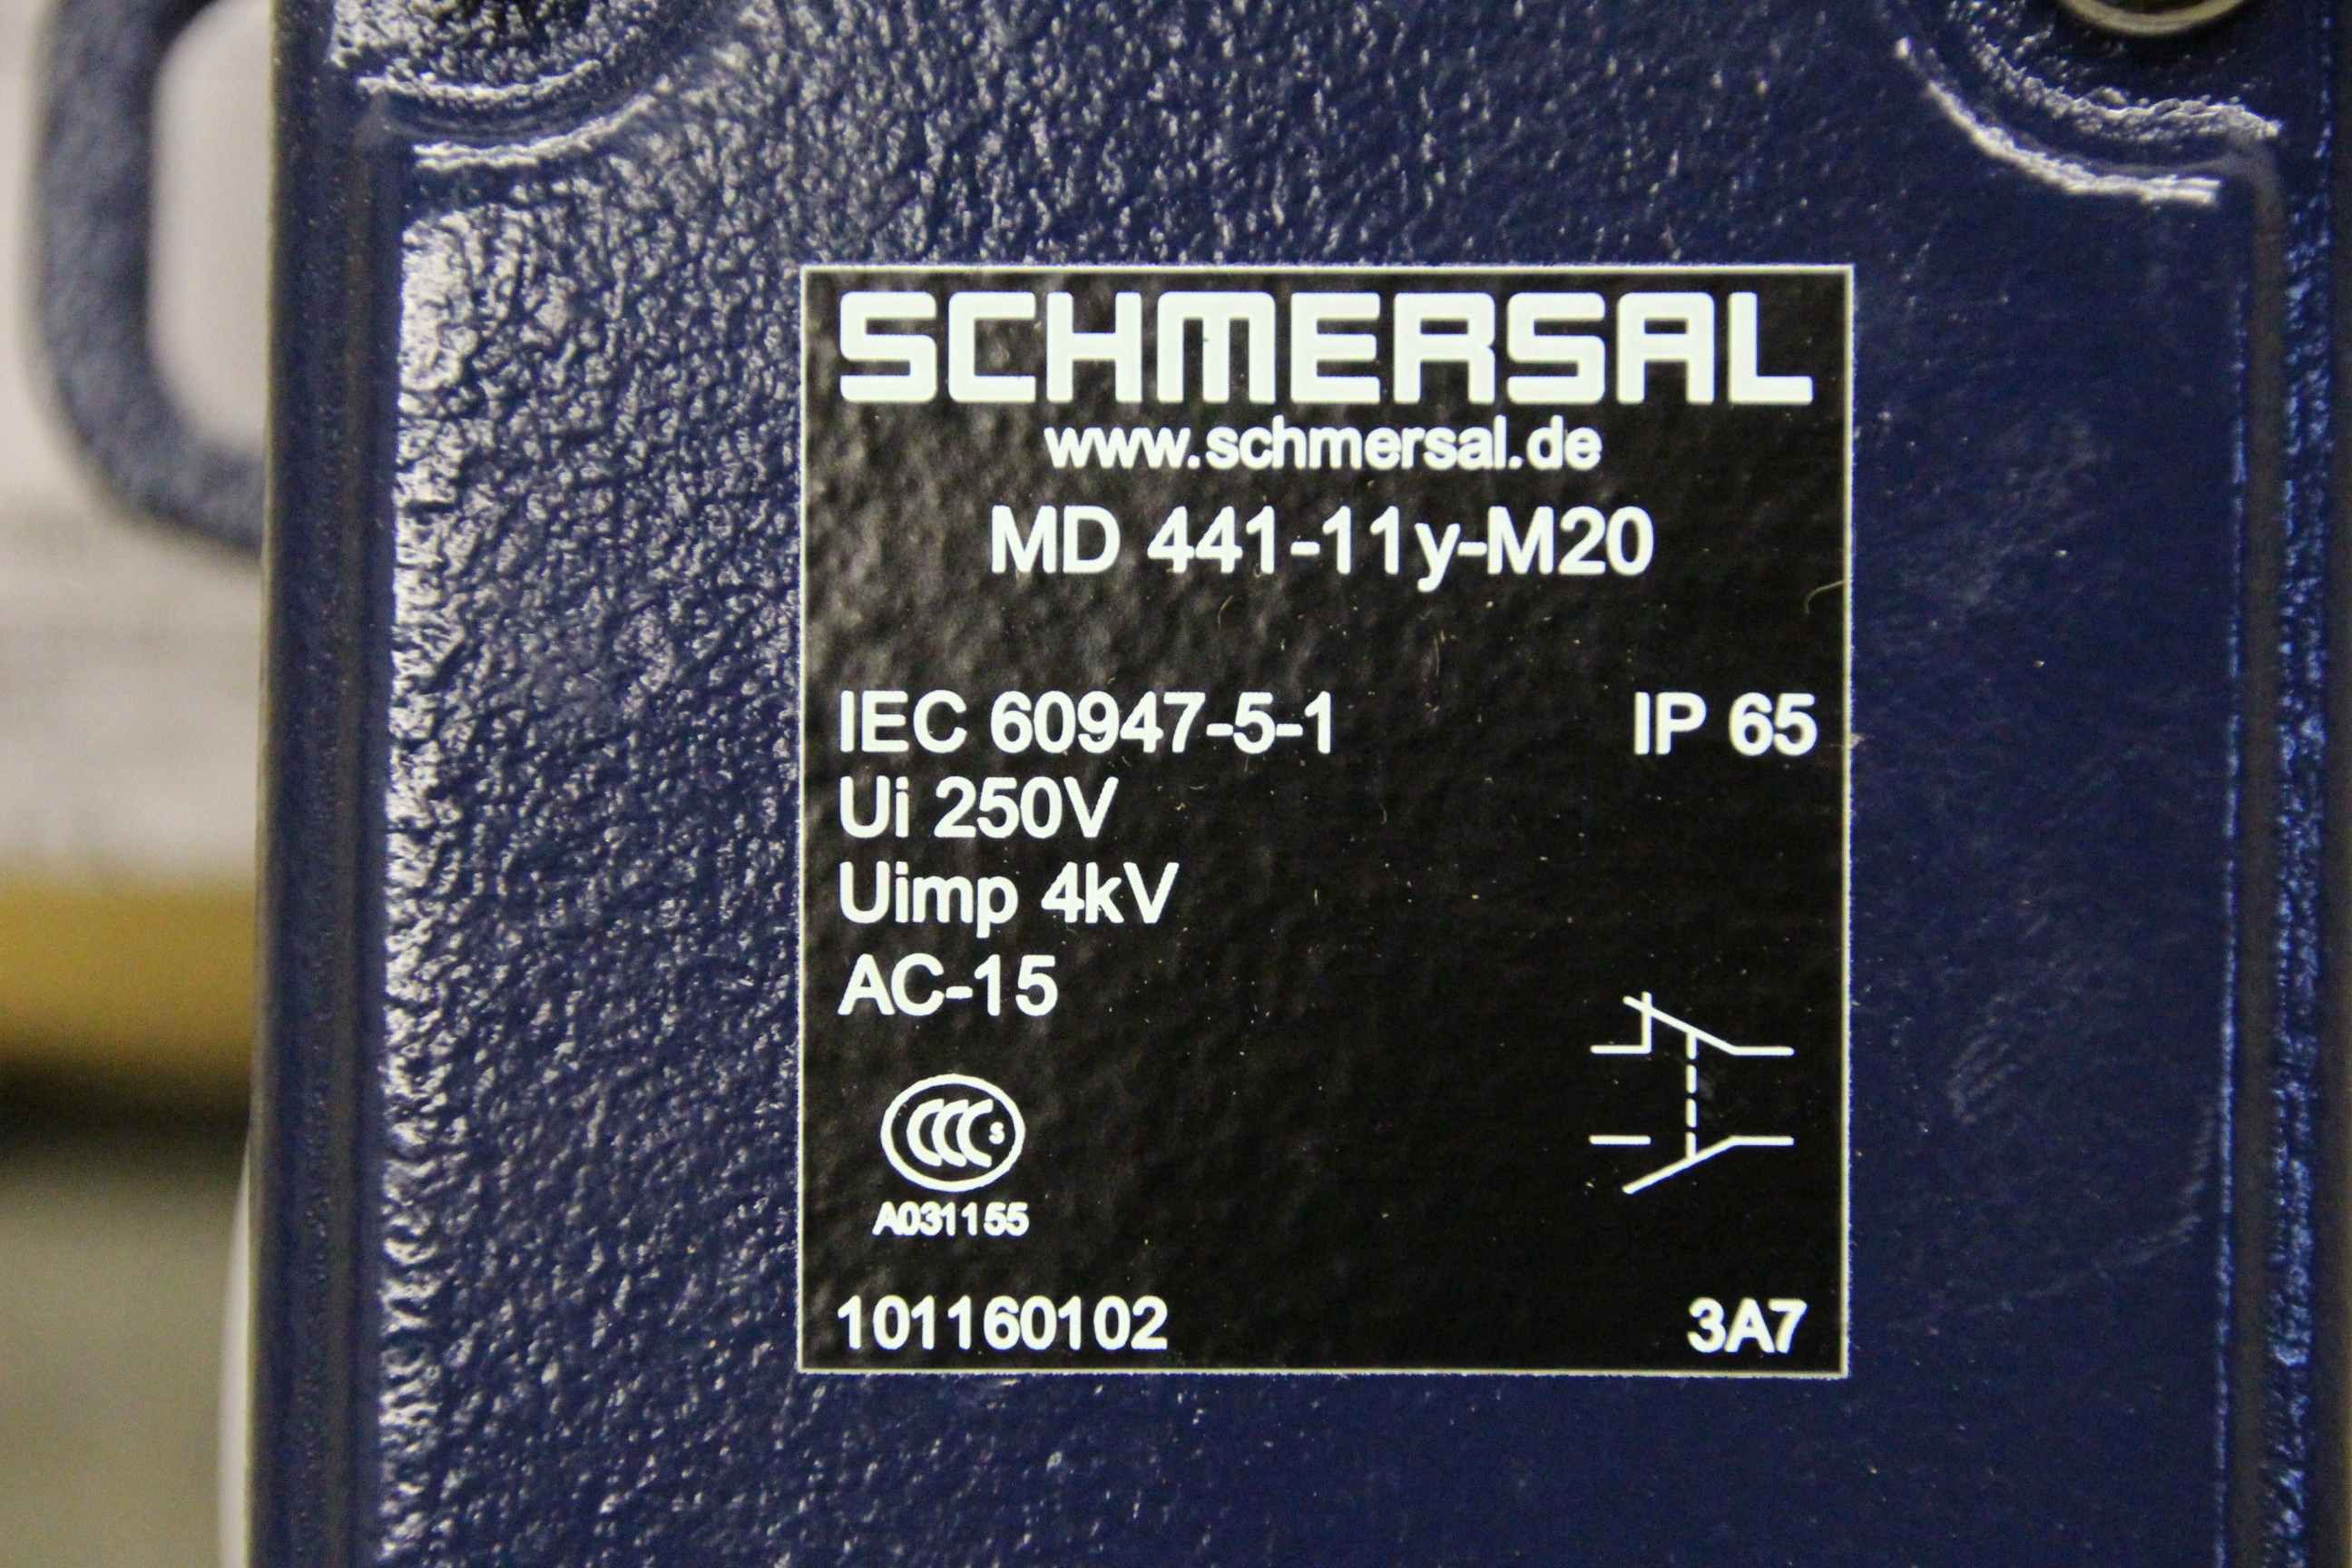 SCHMERSAL
www.schmersal.de
MD 441-11y-M20
IEC 60947-5-1 IP 65
Ui 250V
Uimp 4kV
AC-15
CCC S
A031155
101160102 3A7